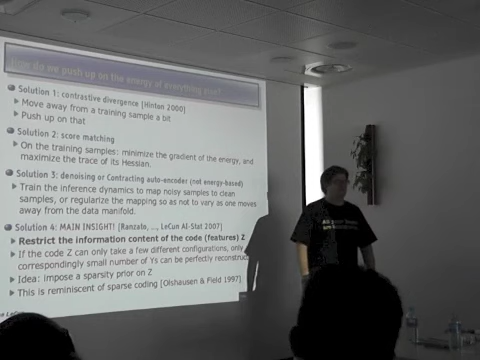 How do we push up on the energy of everything else?
Solution 1: contrastive divergence [Hinton 2000]
Move away from a training sample a bit
Push up on that
Solution 2: score matching
On the training samples: minimize the gradient of the energy, and
maximize the trace of its Hessian.
Solution 3: denoising or Contracting auto-encoder (not energy-based)
Train the inference dynamics to map noisy samples to clean
samples, or regularize the mapping so as not to vary as one moves
away from the data manifold.
Solution 4: MAIN INSIGHT! [Ranzato, ..., LeCun AI-Stat 2007]
Restrict the information content of the code (features) Z
If the code Z can only take a few different configurations, only
correspondingly small number of Ys can be perfectly
Idea: impose a sparsity prior on Z
This is reminiscent of sparse coding [Olshausen & Field 1997]